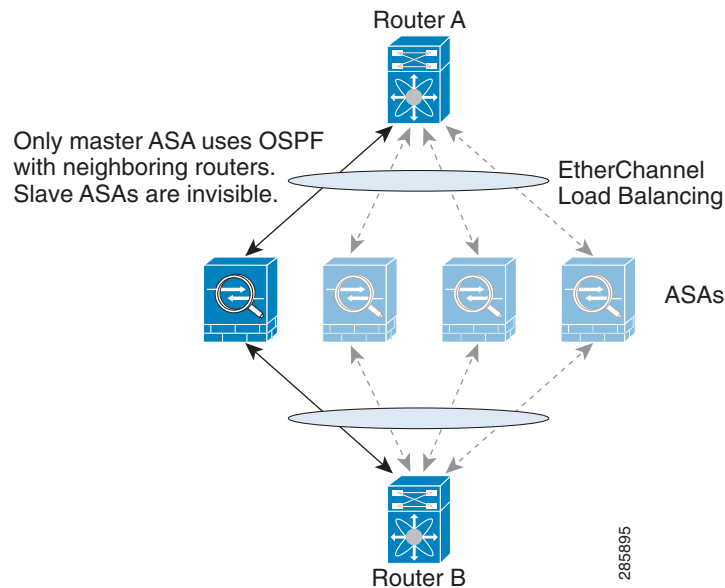 Router A
Only master ASA uses OSPF
with neighboring routers.
Slave ASAs are invisible.
EtherChannel
Load Balancing
ASAs
Router B
285895